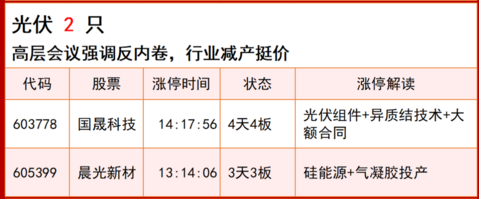 光伏 2 只
高层会议强调反内卷，行业减产挺价
代码 股票 涨停时间 状态 涨停解读
603778 国晟科技 14:17:56 4天4板 光伏组件+异质结技术+大
额合同
605399 晨光新材 13:14:06 3天3板 硅能源+气凝胶投产